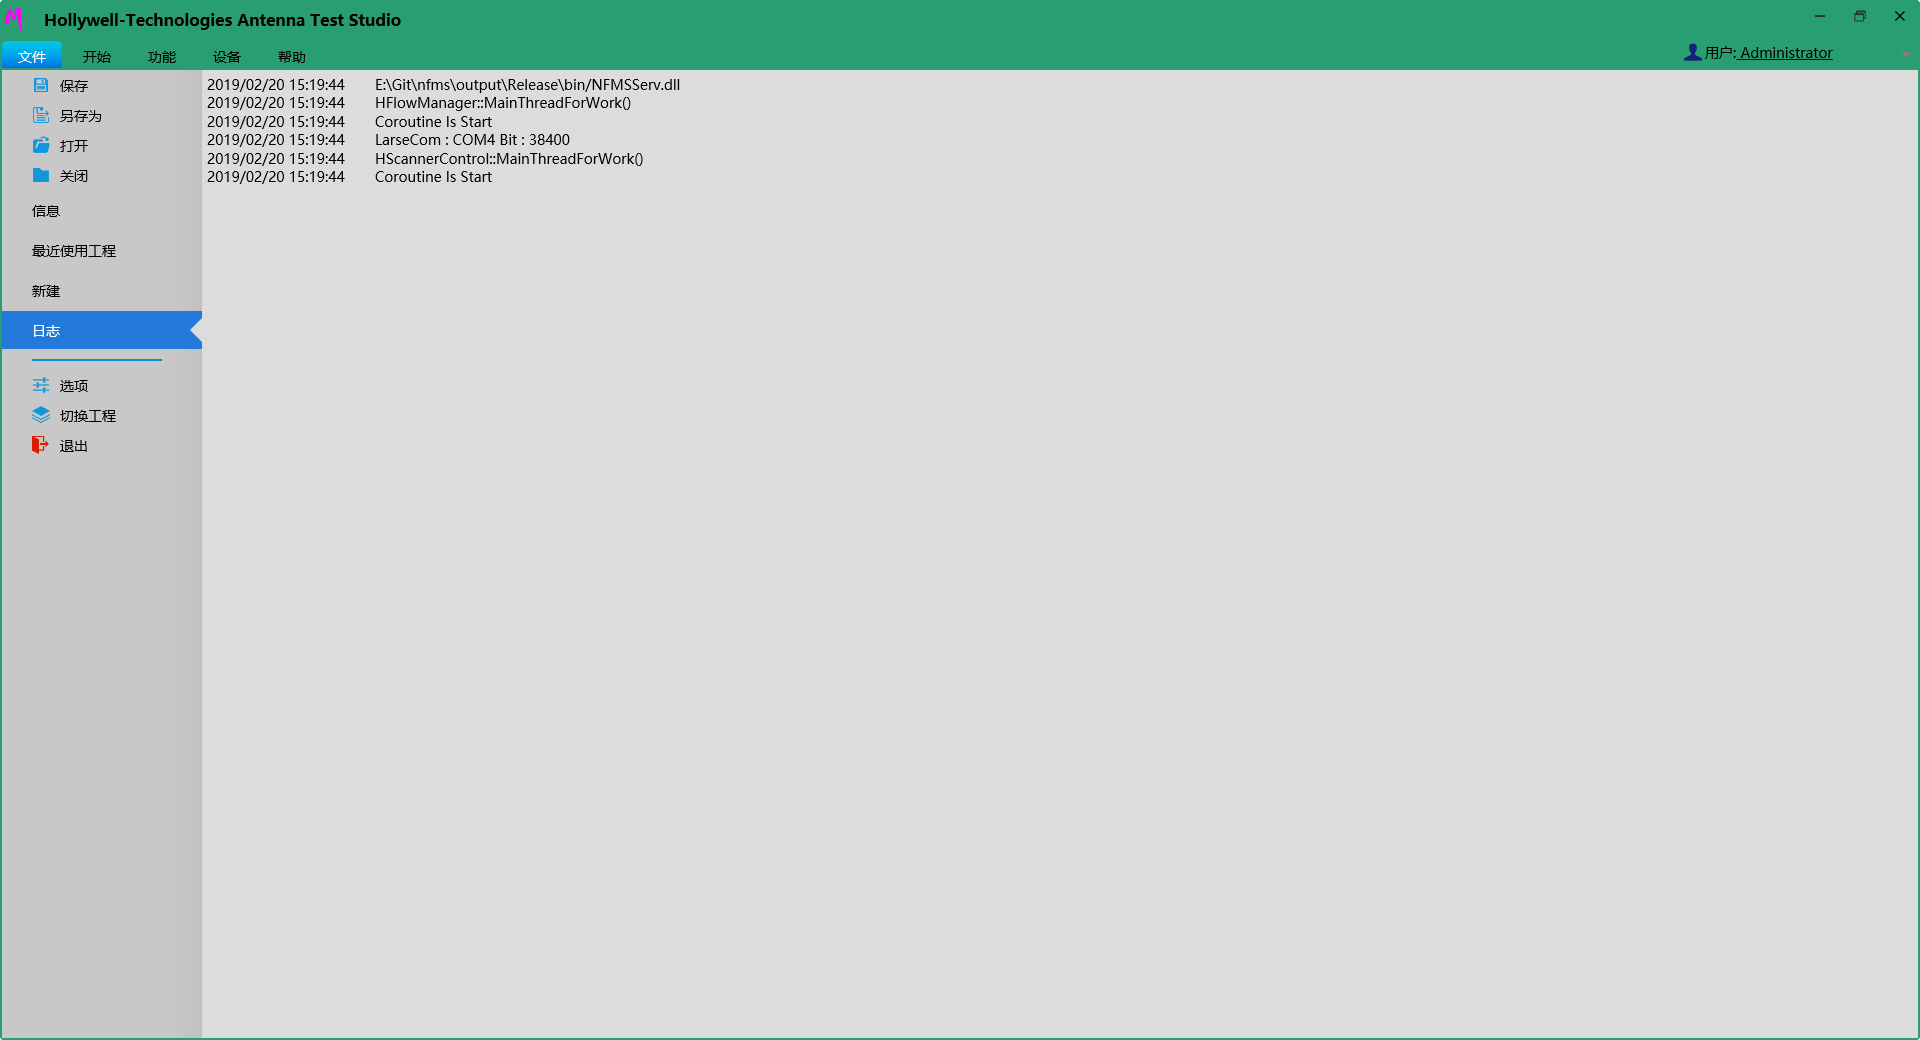 Hollywell-Technologies Antenna Test Studio
文件 开始 功能 设备 帮助 用户: Administrator
保存
另存为
打开
关闭
信息
最近使用工程
新建
日志
选项
切换工程
退出
2019/02/20 15:19:44 E:\Git\nfms\output\Release\bin/NFMSServ.dll
2019/02/20 15:19:44 HFlowManager::MainThreadForWork()
2019/02/20 15:19:44 Coroutine Is Start
2019/02/20 15:19:44 LarseCom : COM4 Bit : 38400
2019/02/20 15:19:44 HScannerControl::MainThreadForWork()
2019/02/20 15:19:44 Coroutine Is Start